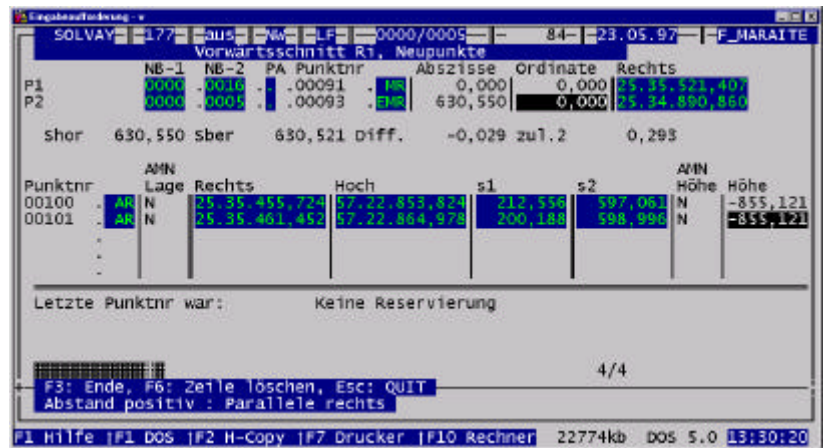 Eingabeaufforderung - v
SOLVAY 177 aus NW LF 0000/0005 - 84 23.05.97 F_MARAITE
Vorwärtsschnitt Ri, Neupunkte
NB-1 NB-2 PA Punktnr Abszisse Ordinate Rechts
P1 0000 .0016 . .00091 . MR 0,000 0,000 25.35.521,407
P2 0000 .0005 . .00093 .EMR 630,550 0,000 25.34.890,860
Shor 630,550 Sber 630,521 Diff. -0,029 zul.2 0,293
AMN AMN
Punktnr Lage Rechts Hoch s1 s2 Höhe Höhe
00100 . AR N 25.35.455,724 57.22.853,824 212,556 597,061 N -855,121
00101 . AR N 25.35.461,452 57.22.864,978 200,188 598,996 N -855,121
Letzte Punktnr war: Keine Reservierung
4/4
F3: Ende, F6: Zeile löschen, Esc: QUIT
Abstand positiv : Parallele rechts
F1 Hilfe |F1 DOS |F2 H-Copy |F7 Drucker |F10 Rechner 22774kb DOS 5.0 13:30:20